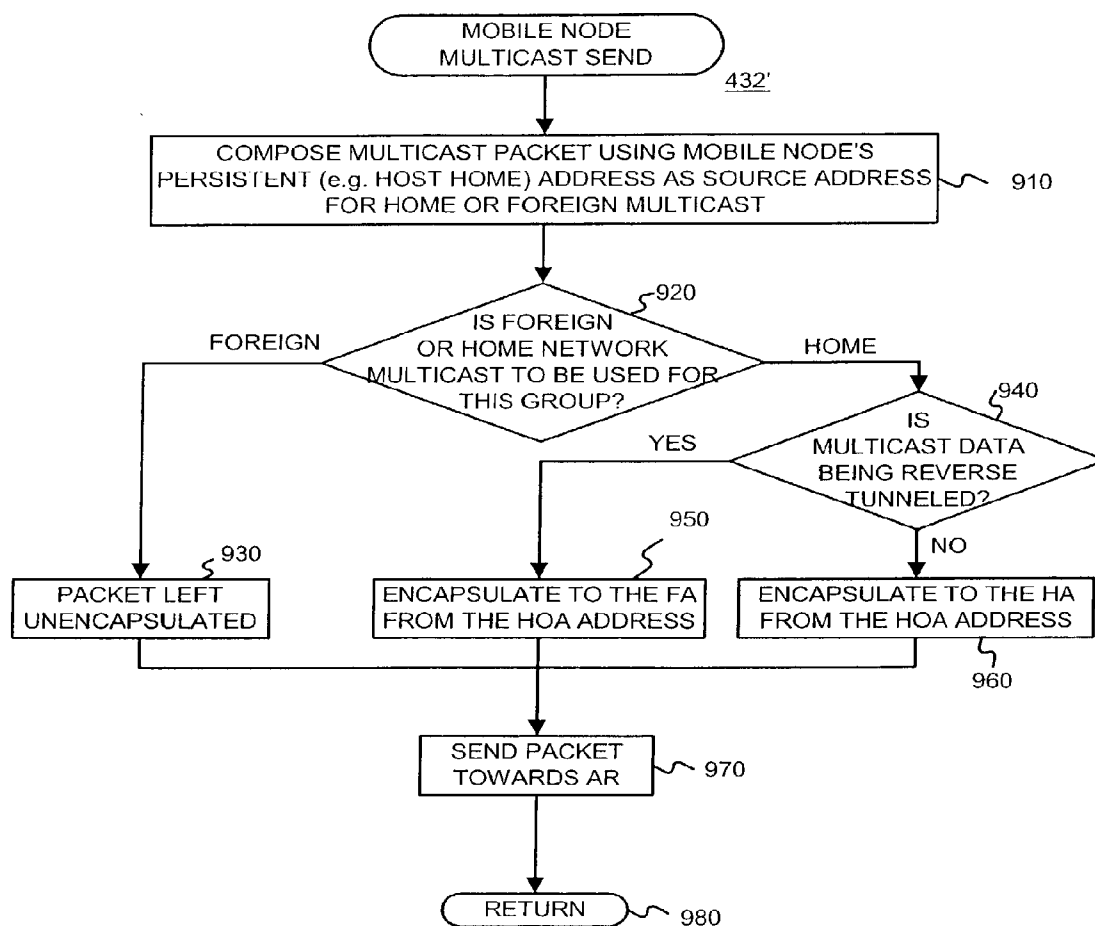 MOBILE NODE
MULTICAST SEND
432'
COMPOSE MULTICAST PACKET USING MOBILE NODE'S
PERSISTENT (e.g. HOST HOME) ADDRESS AS SOURCE ADDRESS
FOR HOME OR FOREIGN MULTICAST
910
920
IS FOREIGN
OR HOME NETWORK
MULTICAST TO BE USED FOR
THIS GROUP?
FOREIGN
HOME
940
IS
MULTICAST DATA
BEING REVERSE
TUNNELED?
YES
NO
930
PACKET LEFT
UNENCAPSULATED
950
ENCAPSULATE TO THE FA
FROM THE HOA ADDRESS
ENCAPSULATE TO THE HA
FROM THE HOA ADDRESS
960
SEND PACKET
TOWARDS AR
970
RETURN
980